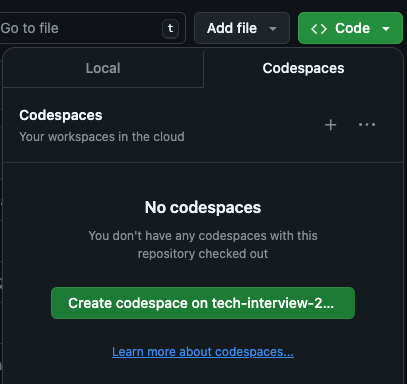 Go to file
t
Add file
<> Code
Local
Codespaces
Codespaces
Your workspaces in the cloud
No codespaces
You don't have any codespaces with this
repository checked out
Create codespace on tech-interview-2...
Learn more about codespaces...